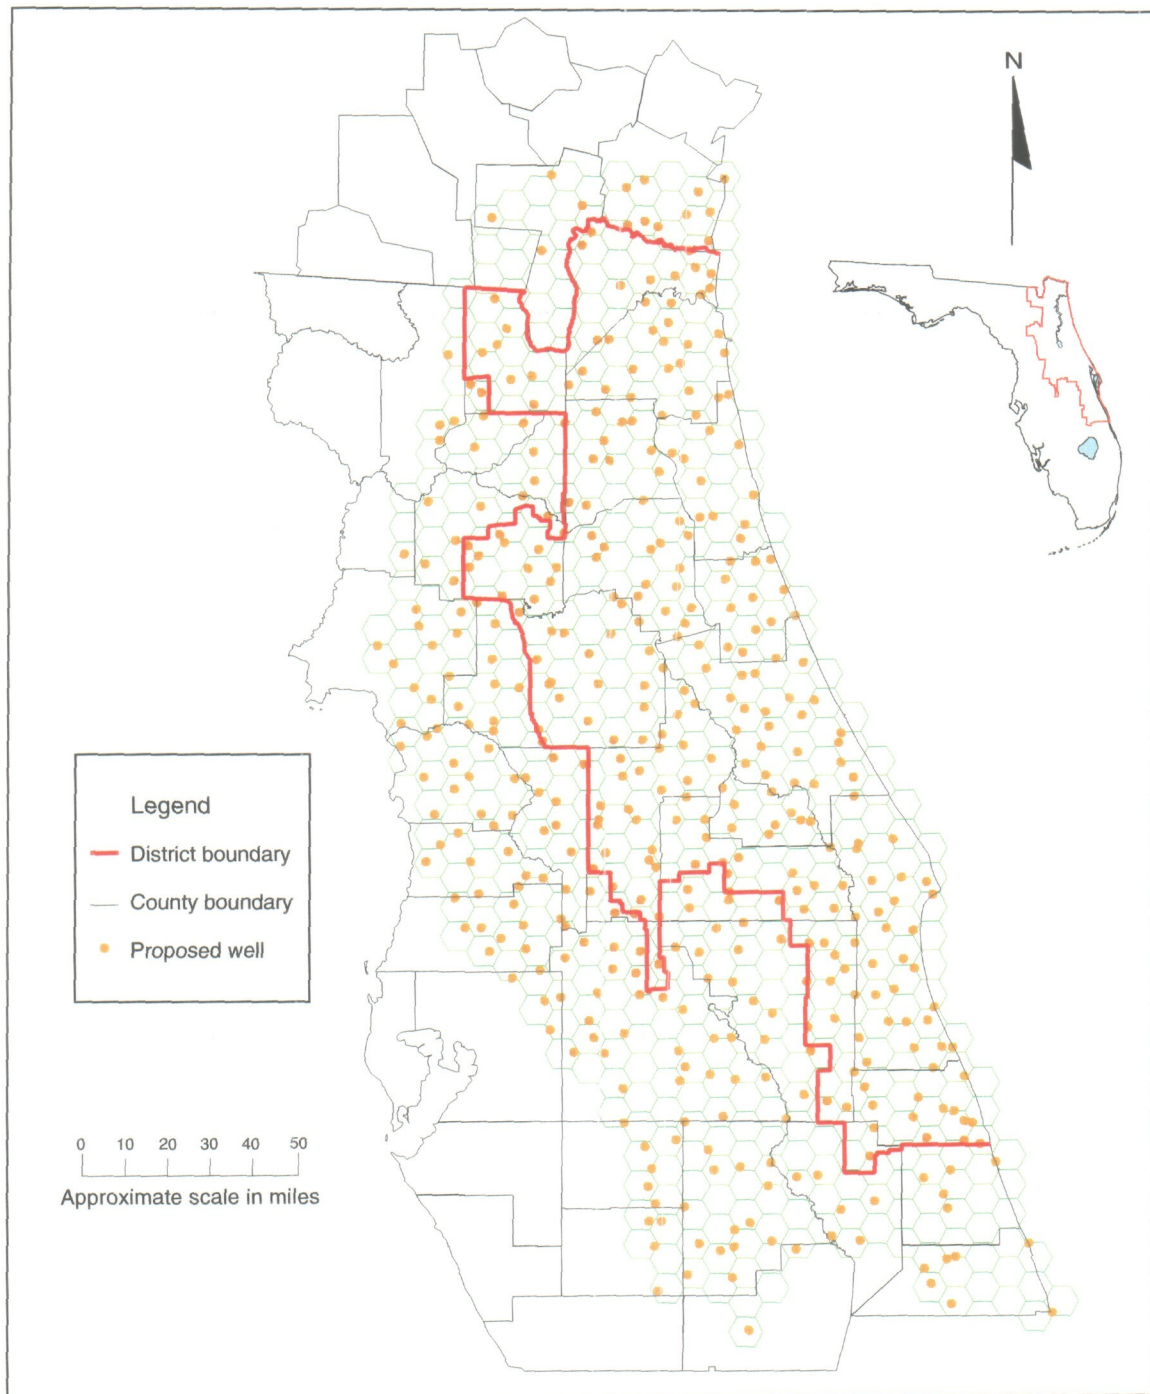 N
Legend
District boundary
County boundary
Proposed well
0 10 20 30 40 50
Approximate scale in miles